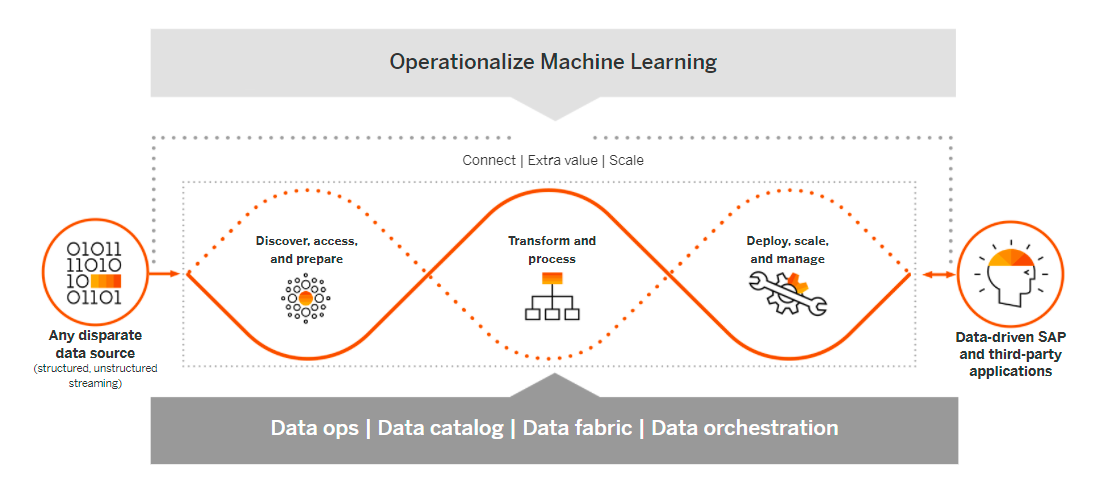 Operationalize Machine Learning
Connect | Extra value | Scale
Discover, access,
and prepare
Transform and
process
Deploy, scale,
and manage
01011
11010
10
01101
Any disparate
data source
(structured, unstructured
streaming)
Data-driven SAP
and third-party
applications
Data ops | Data catalog | Data fabric | Data orchestration